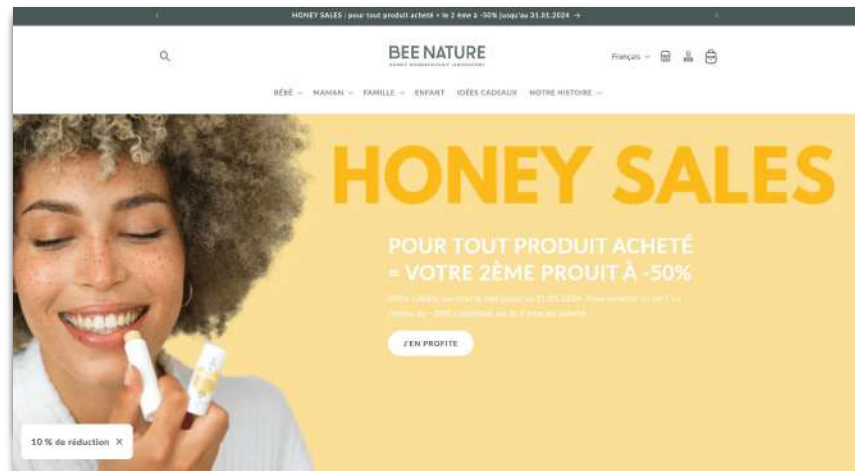 HONEY SALES : pour tout produit acheté = le 2 ème à -50% jusqu'au 31.01.2024 →
BEE NATURE
Français
BÉBÉ MAMAN FAMILLE ENFANT IDÉES CADEAUX NOTRE HISTOIRE
HONEY SALES
POUR TOUT PRODUIT ACHETÉ
= VOTRE 2ÈME PROUIT À -50%
J'EN PROFITE
10 % de réduction ×